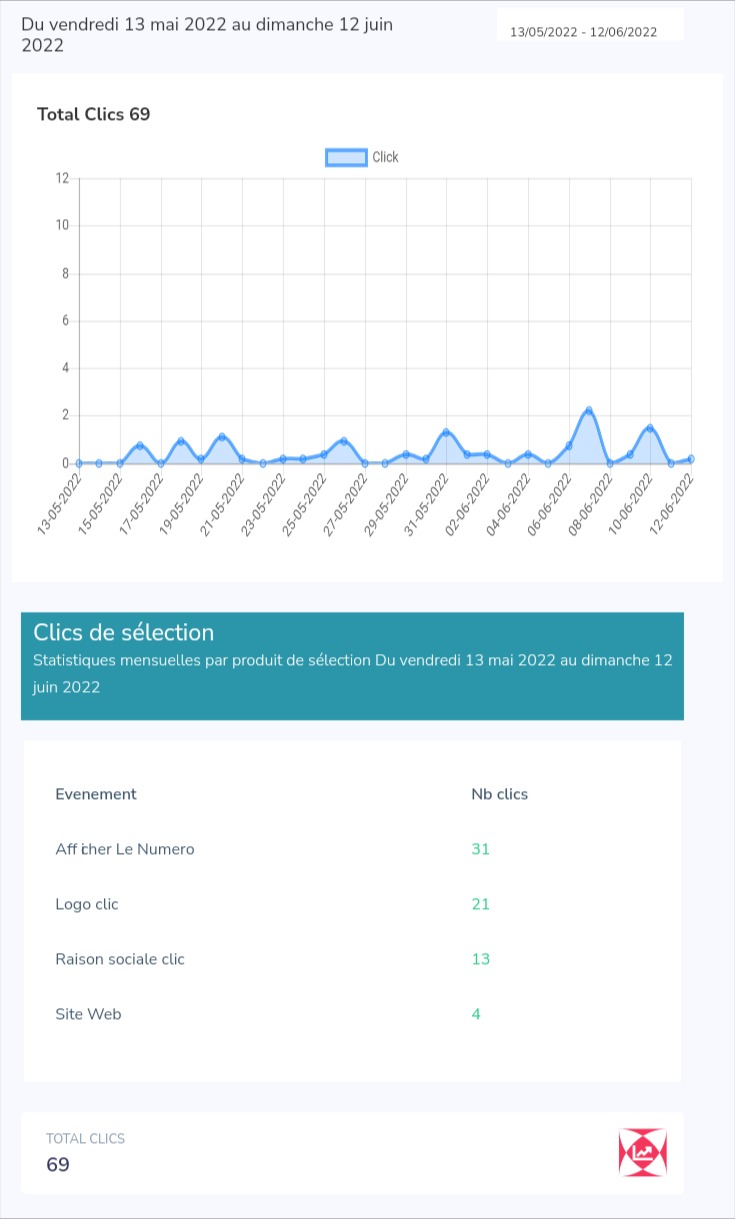 Du vendredi 13 mai 2022 au dimanche 12 juin
2022
13/05/2022 - 12/06/2022
Total Clics 69
Click
12
10
8
6
4
2
0
13-05-2022
15-05-2022
17-05-2022
19-05-2022
21-05-2022
23-05-2022
25-05-2022
27-05-2022
29-05-2022
31-05-2022
02-06-2022
04-06-2022
06-06-2022
08-06-2022
10-06-2022
12-06-2022
Clics de sélection
Statistiques mensuelles par produit de sélection Du vendredi 13 mai 2022 au dimanche 12
juin 2022
Evenement Nb clics
Afficher Le Numero 31
Logo clic 21
Raison sociale clic 13
Site Web 4
TOTAL CLICS
69